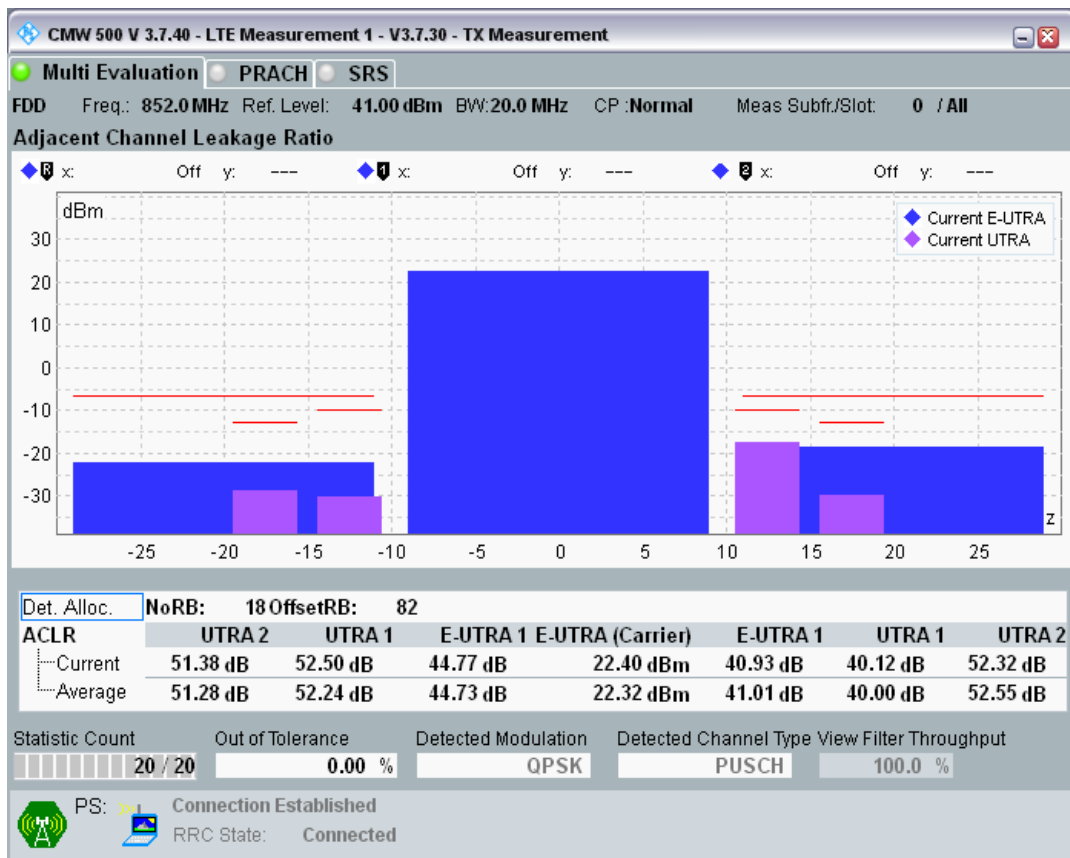 CMW 500 V 3.7.40 - LTE Measurement 1 - V3.7.30 - TX Measurement
Multi Evaluation PRACH SRS
FDD Freq.: 852.0 MHz Ref. Level: 41.00 dBm BW: 20.0 MHz CP :Normal Meas Subfr./Slot: 0 / All
Adjacent Channel Leakage Ratio
R x: Off y: --- 1 x: Off y: --- 2 x: Off y: ---
dBm
Current E-UTRA
Current UTRA
30
20
10
0
-10
-20
-30
z
-25 -20 -15 -10 -5 0 5 10 15 20 25
Det. Alloc. NoRB: 18 OffsetRB: 82
ACLR UTRA 2 UTRA 1 E-UTRA 1 E-UTRA (Carrier) E-UTRA 1 UTRA 1 UTRA 2
Current 51.38 dB 52.50 dB 44.77 dB 22.40 dBm 40.93 dB 40.12 dB 52.32 dB
Average 51.28 dB 52.24 dB 44.73 dB 22.32 dBm 41.01 dB 40.00 dB 52.55 dB
Statistic Count Out of Tolerance Detected Modulation Detected Channel Type View Filter Throughput
20 / 20 0.00 % QPSK PUSCH 100.0 %
PS: Connection Established
RRC State: Connected